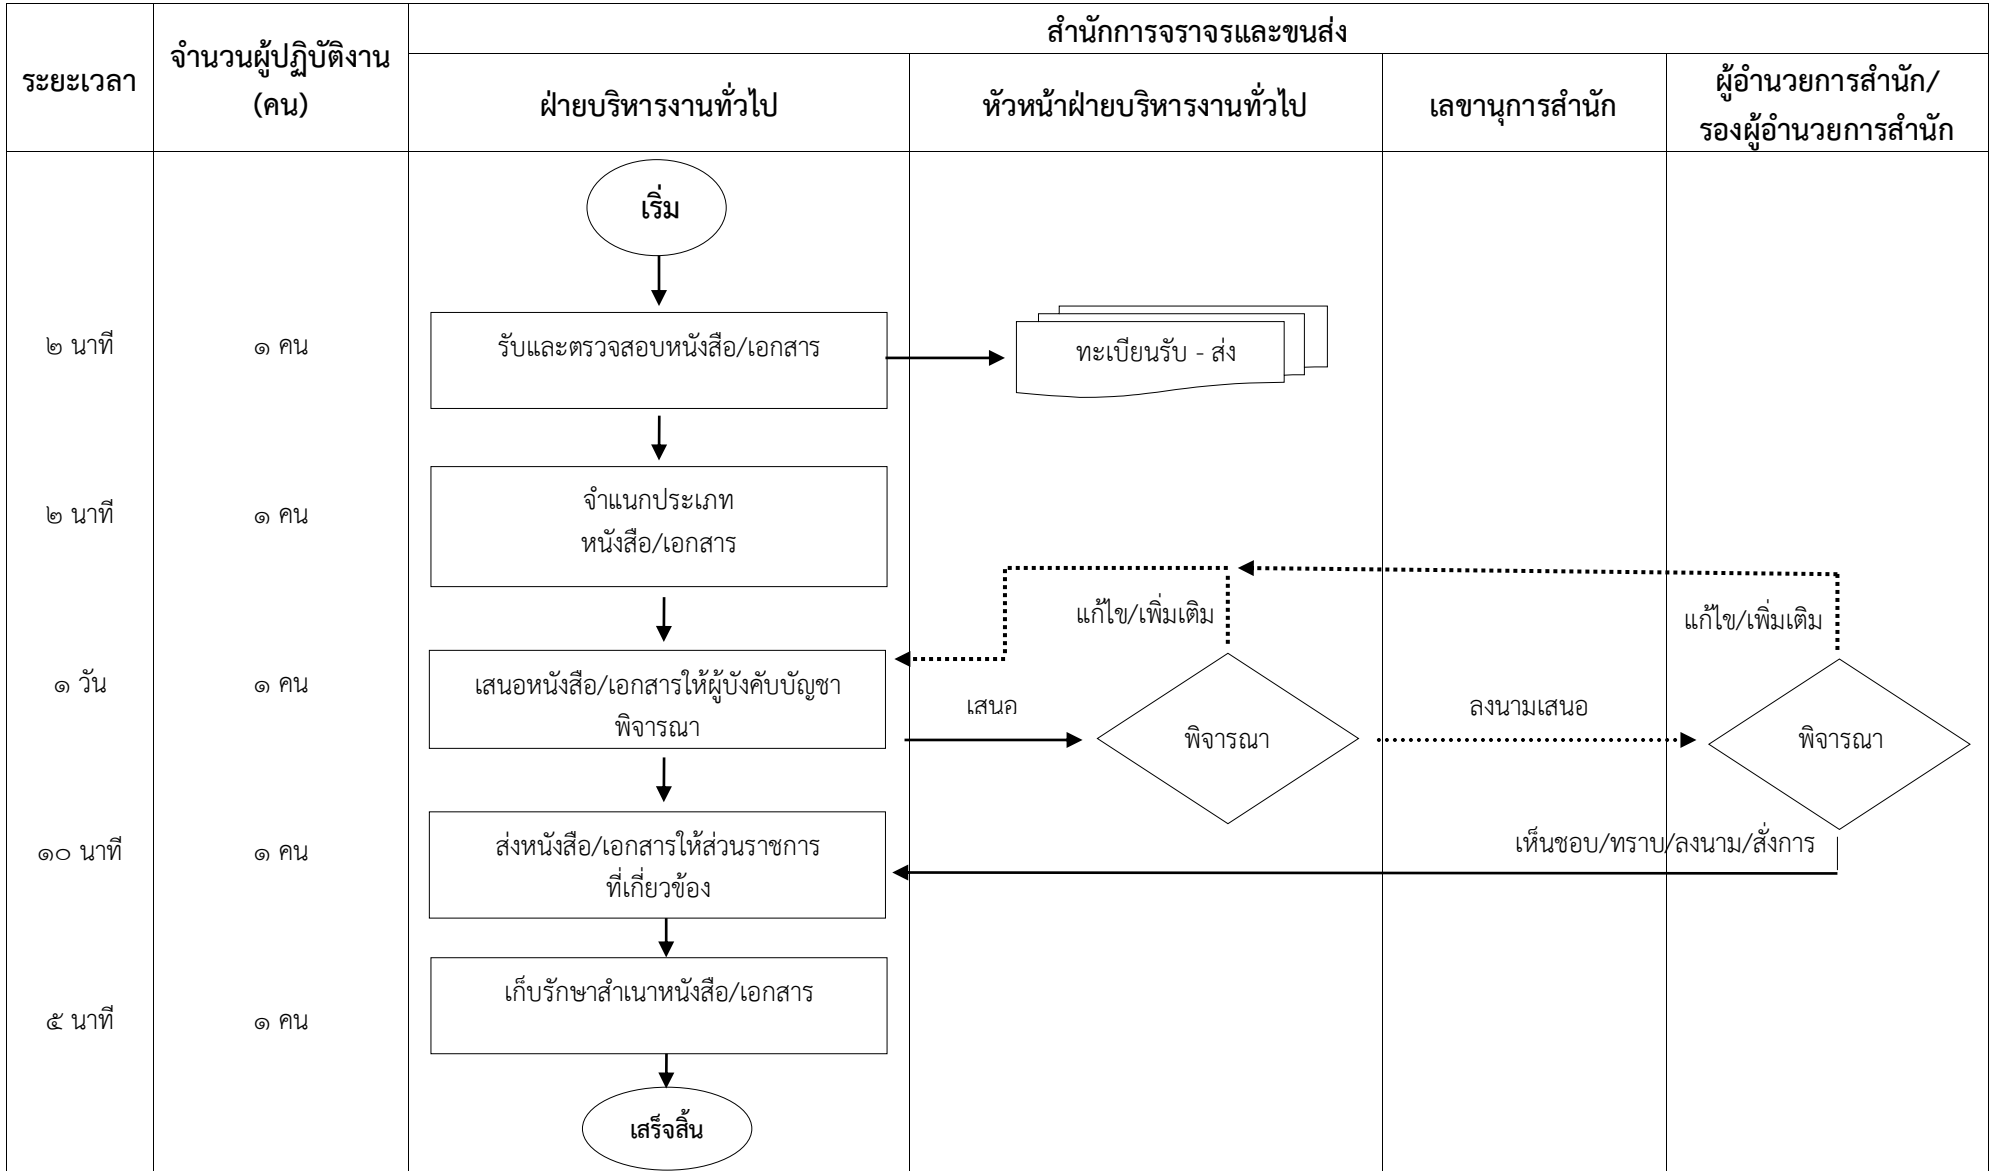 สำนักการจราจรและขนส่ง
ระยะเวลา
จำนวนผู้ปฏิบัติงาน
(คน)
ฝ่ายบริหารงานทั่วไป
หัวหน้าฝ่ายบริหารงานทั่วไป
เลขานุการสำนัก
ผู้อำนวยการสำนัก/
รองผู้อำนวยการสำนัก
เริ่ม
๒ นาที
๑ คน
รับและตรวจสอบหนังสือ/เอกสาร
ทะเบียนรับ - ส่ง
๒ นาที
๑ คน
จำแนกประเภท
หนังสือ/เอกสาร
แก้ไข/เพิ่มเติม
แก้ไข/เพิ่มเติม
๑ วัน
๑ คน
เสนอหนังสือ/เอกสารให้ผู้บังคับบัญชา
พิจารณา
เสนอ
พิจารณา
ลงนามเสนอ
พิจารณา
๑๐ นาที
๑ คน
ส่งหนังสือ/เอกสารให้ส่วนราชการ
ที่เกี่ยวข้อง
เห็นชอบ/ทราบ/ลงนาม/สั่งการ
๕ นาที
๑ คน
เก็บรักษาสำเนาหนังสือ/เอกสาร
เสร็จสิ้น